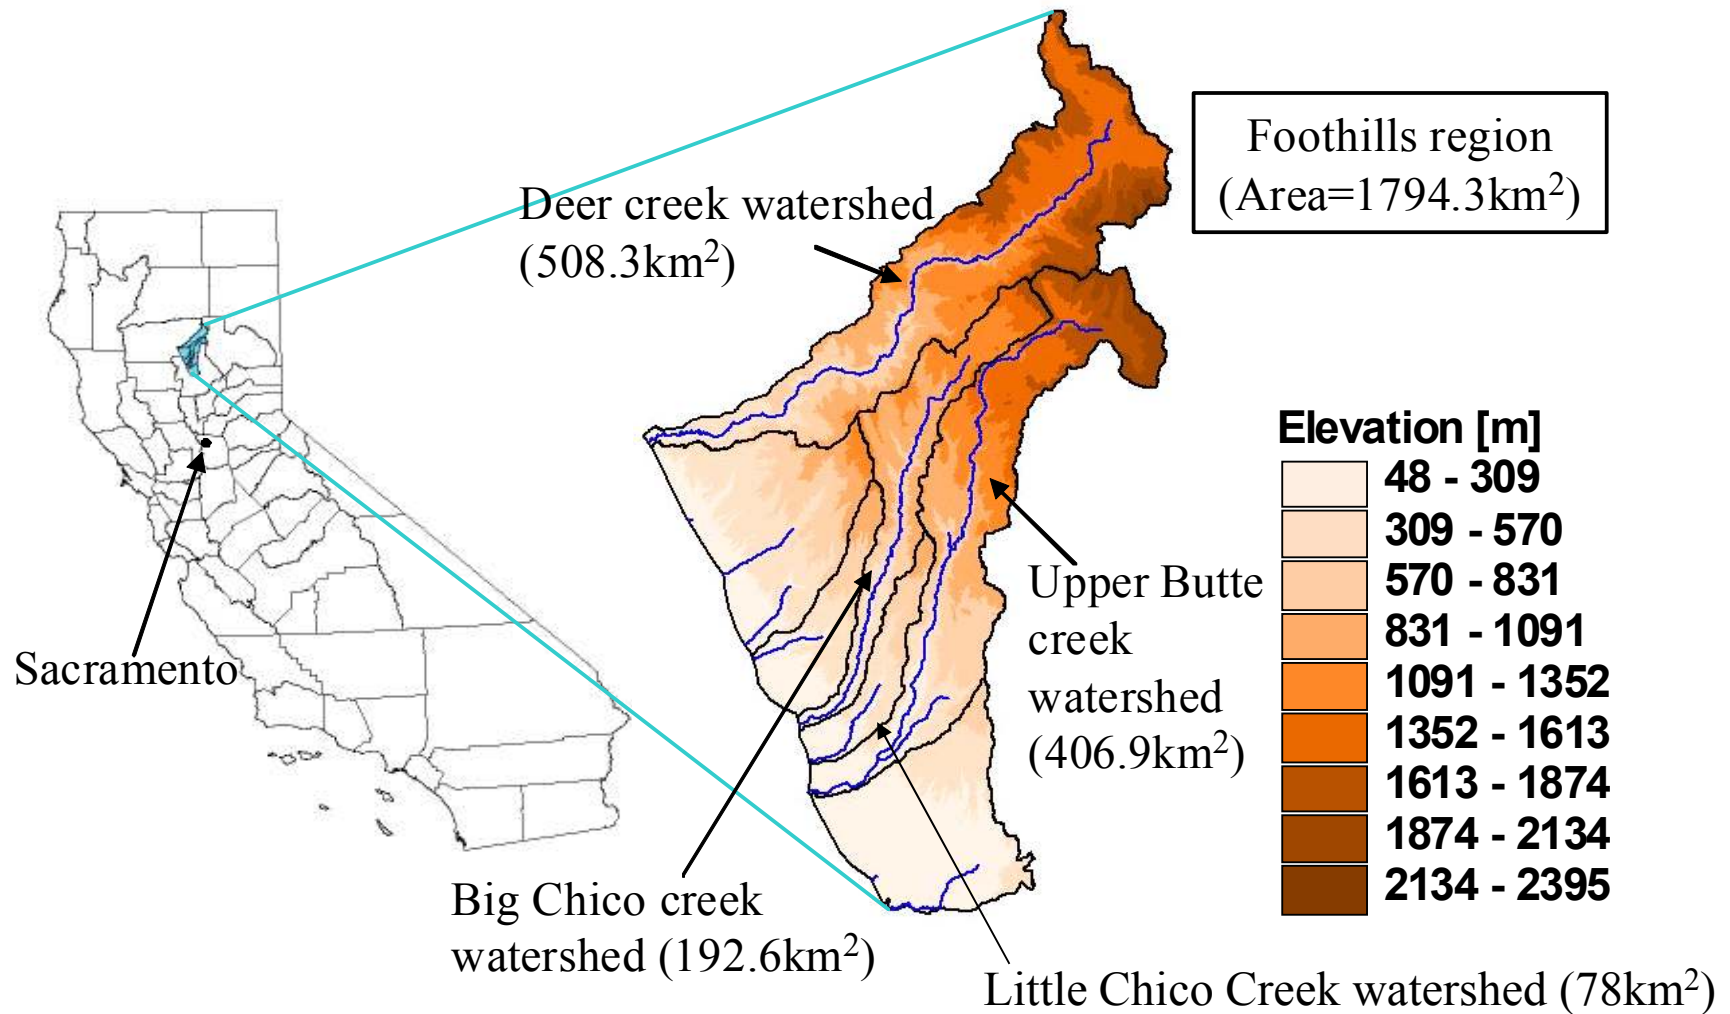 Foothills region
(Area=1794.3km²)
Deer creek watershed
(508.3km²)
Sacramento
Upper Butte
creek
watershed
(406.9km²)
Big Chico creek
watershed (192.6km²)
Little Chico Creek watershed (78km²)
Elevation [m]
48 - 309
309 - 570
570 - 831
831 - 1091
1091 - 1352
1352 - 1613
1613 - 1874
1874 - 2134
2134 - 2395